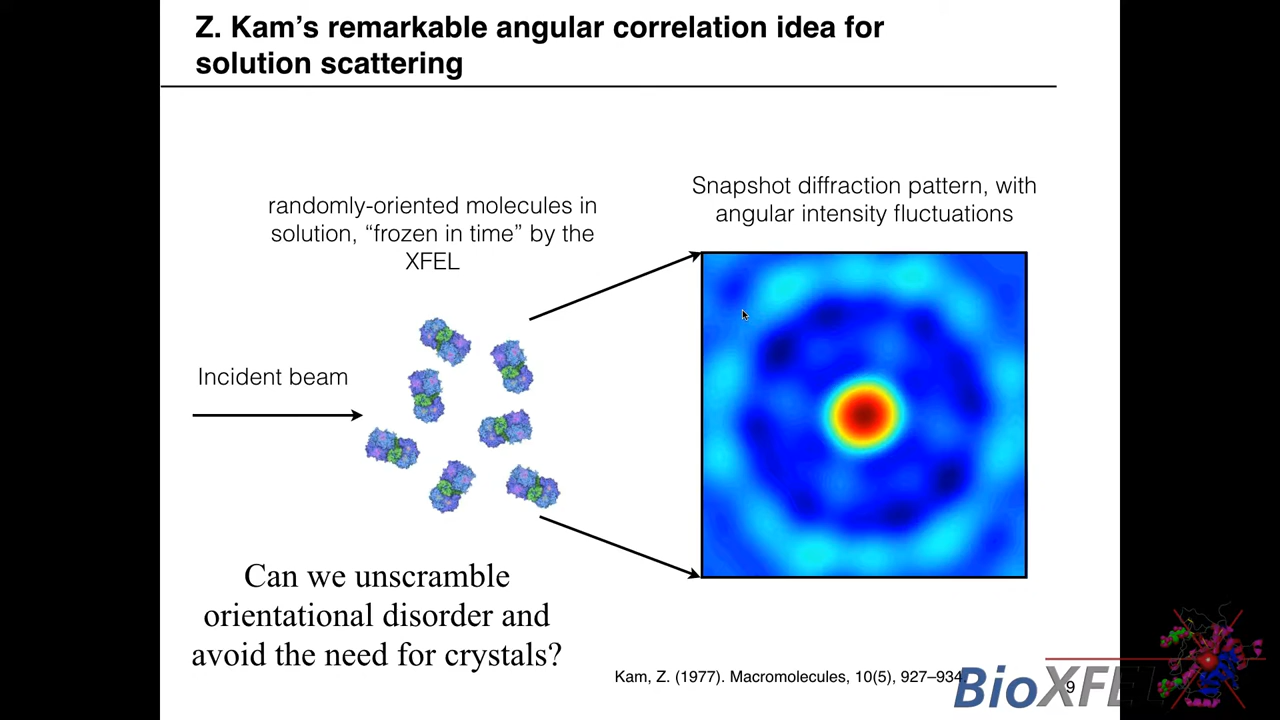 Z. Kam’s remarkable angular correlation idea for
solution scattering
Snapshot diffraction pattern, with
angular intensity fluctuations
randomly-oriented molecules in
solution, “frozen in time” by the
XFEL
Incident beam
Can we unscramble
orientational disorder and
avoid the need for crystals?
Kam, Z. (1977). Macromolecules, 10(5), 927–934.
BioXFEL
9